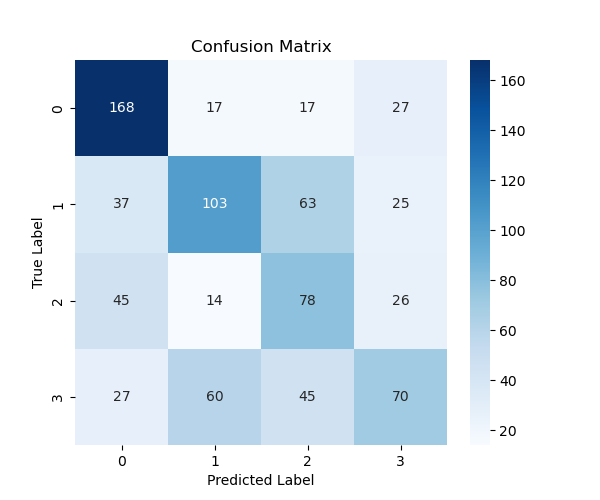 Confusion Matrix
0 168 17 17 27
1 37 103 63 25
2 45 14 78 26
3 27 60 45 70
0 1 2 3
True Label
Predicted Label
160
140
120
100
80
60
40
20